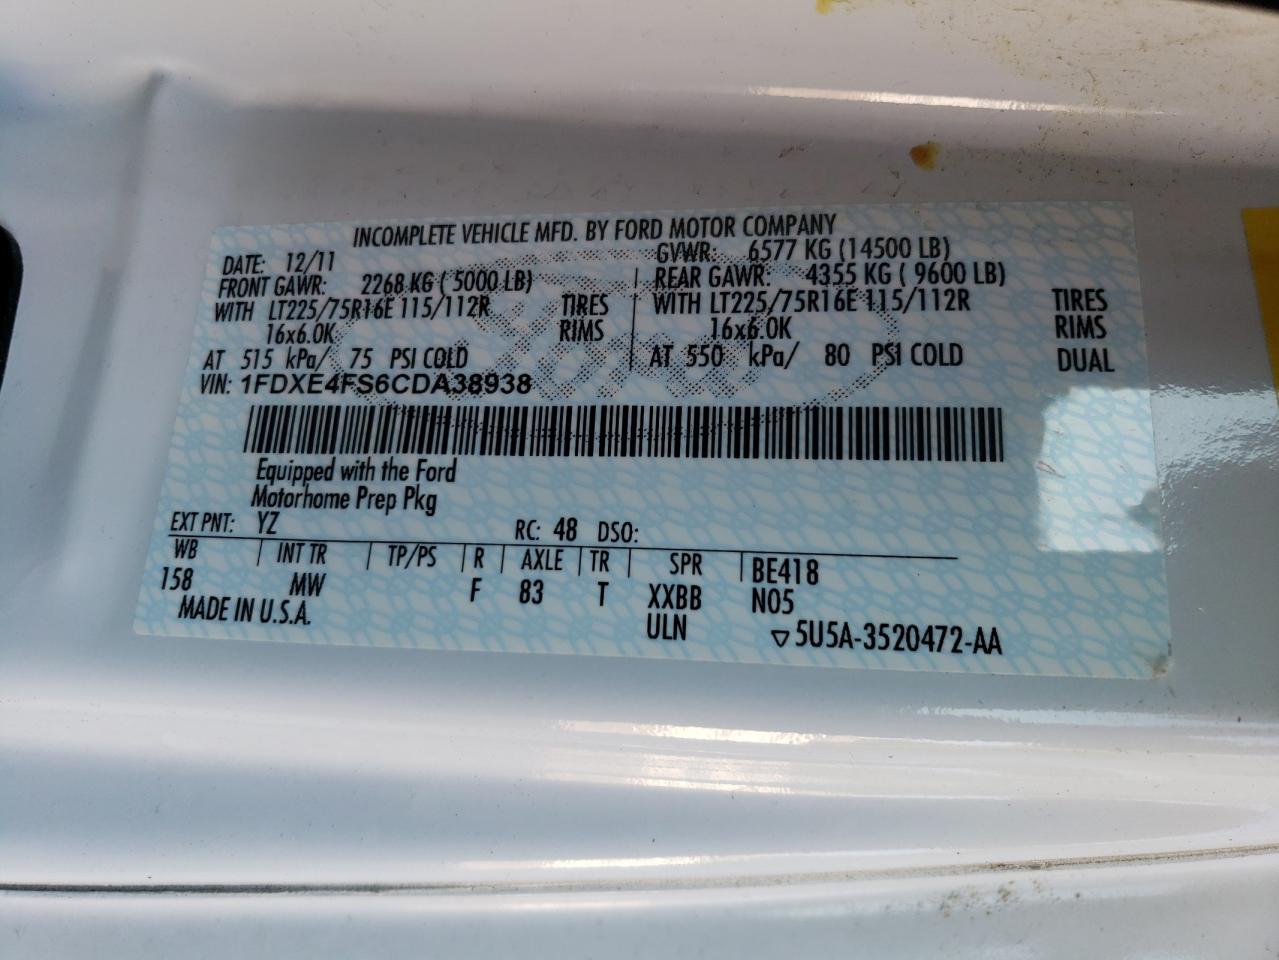 INCOMPLETE VEHICLE MFD. BY FORD MOTOR COMPANY
DATE: 12/11 GVWR: 6577 KG (14500 LB)
FRONT GAWR: 2268 KG ( 5000 LB) REAR GAWR: 4355 KG ( 9600 LB)
WITH LT225/75R16E 115/112R TIRES WITH LT225/75R16E 115/112R TIRES
16x6.0K RIMS 16x6.0K RIMS
AT 515 kPa/ 75 PSI COLD AT 550 kPa/ 80 PSI COLD DUAL
VIN: 1FDXE4FS6CDA38938
Equipped with the Ford
Motorhome Prep Pkg
EXT PNT: YZ RC: 48 DSO:
WB INT TR TP/PS R AXLE TR SPR BE418
158 MW F 83 T XXBB N05
MADE IN U.S.A. ULN ▽5U5A-3520472-AA